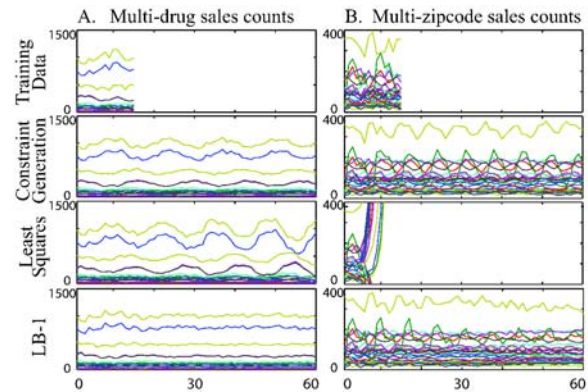 A. Multi-drug sales counts
B. Multi-zipcode sales counts
Training
Data
1500
0
400
0
Constraint
Generation
1500
0
400
0
Least
Squares
1500
0
400
0
LB-1
1500
0
400
0
0 30 60
0 30 60